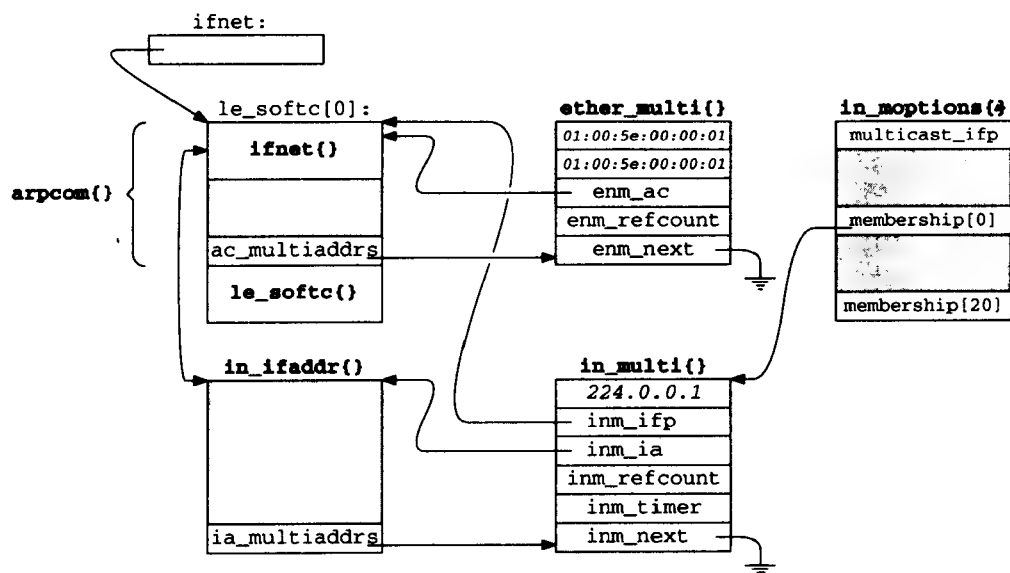 ifnet:
le_softc[0]:
ifnet{}
arpcom{}
ac_multiaddrs
le_softc{}
ether_multi{}
01:00:5e:00:00:01
01:00:5e:00:00:01
enm_ac
enm_refcount
enm_next
in_moptions{}
multicast_ifp
membership[0]
membership[20]
in_ifaddr{}
ia_multiaddrs
in_multi{}
224.0.0.1
inm_ifp
inm_ia
inm_refcount
inm_timer
inm_next